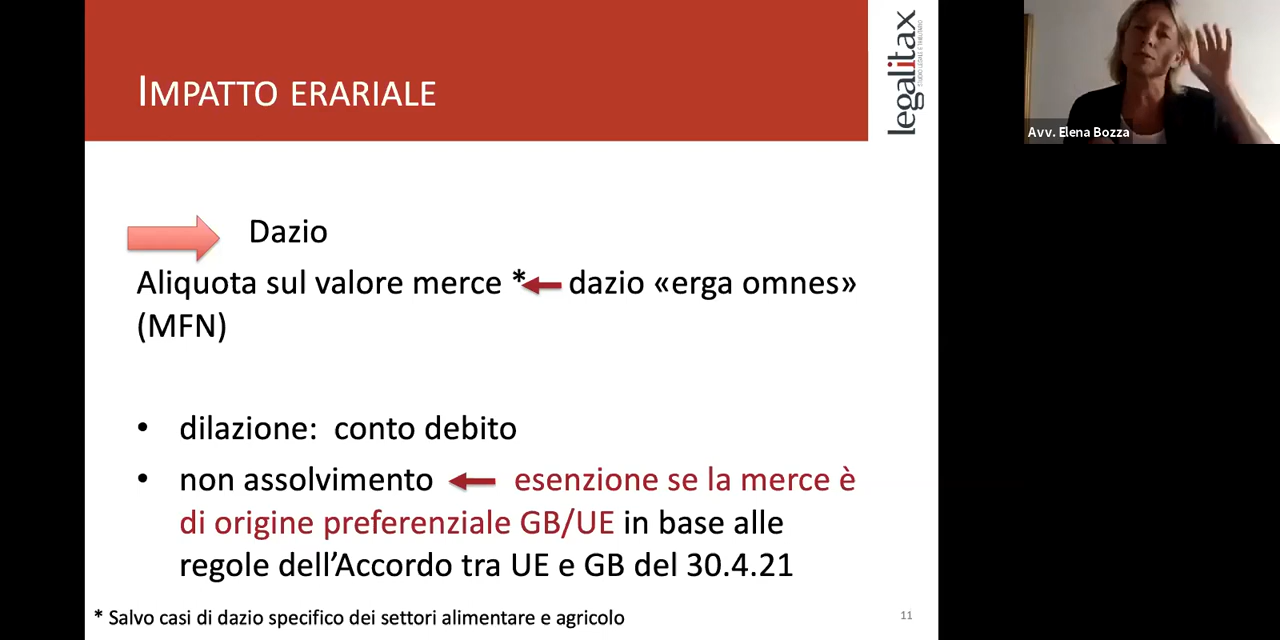 IMPATTO ERARIALE
legalitax
Avv. Elena Bozza
Dazio
Aliquota sul valore merce * dazio «erga omnes»
(MFN)
• dilazione: conto debito
• non assolvimento esenzione se la merce è
di origine preferenziale GB/UE in base alle
regole dell’Accordo tra UE e GB del 30.4.21
* Salvo casi di dazio specifico dei settori alimentare e agricolo
11